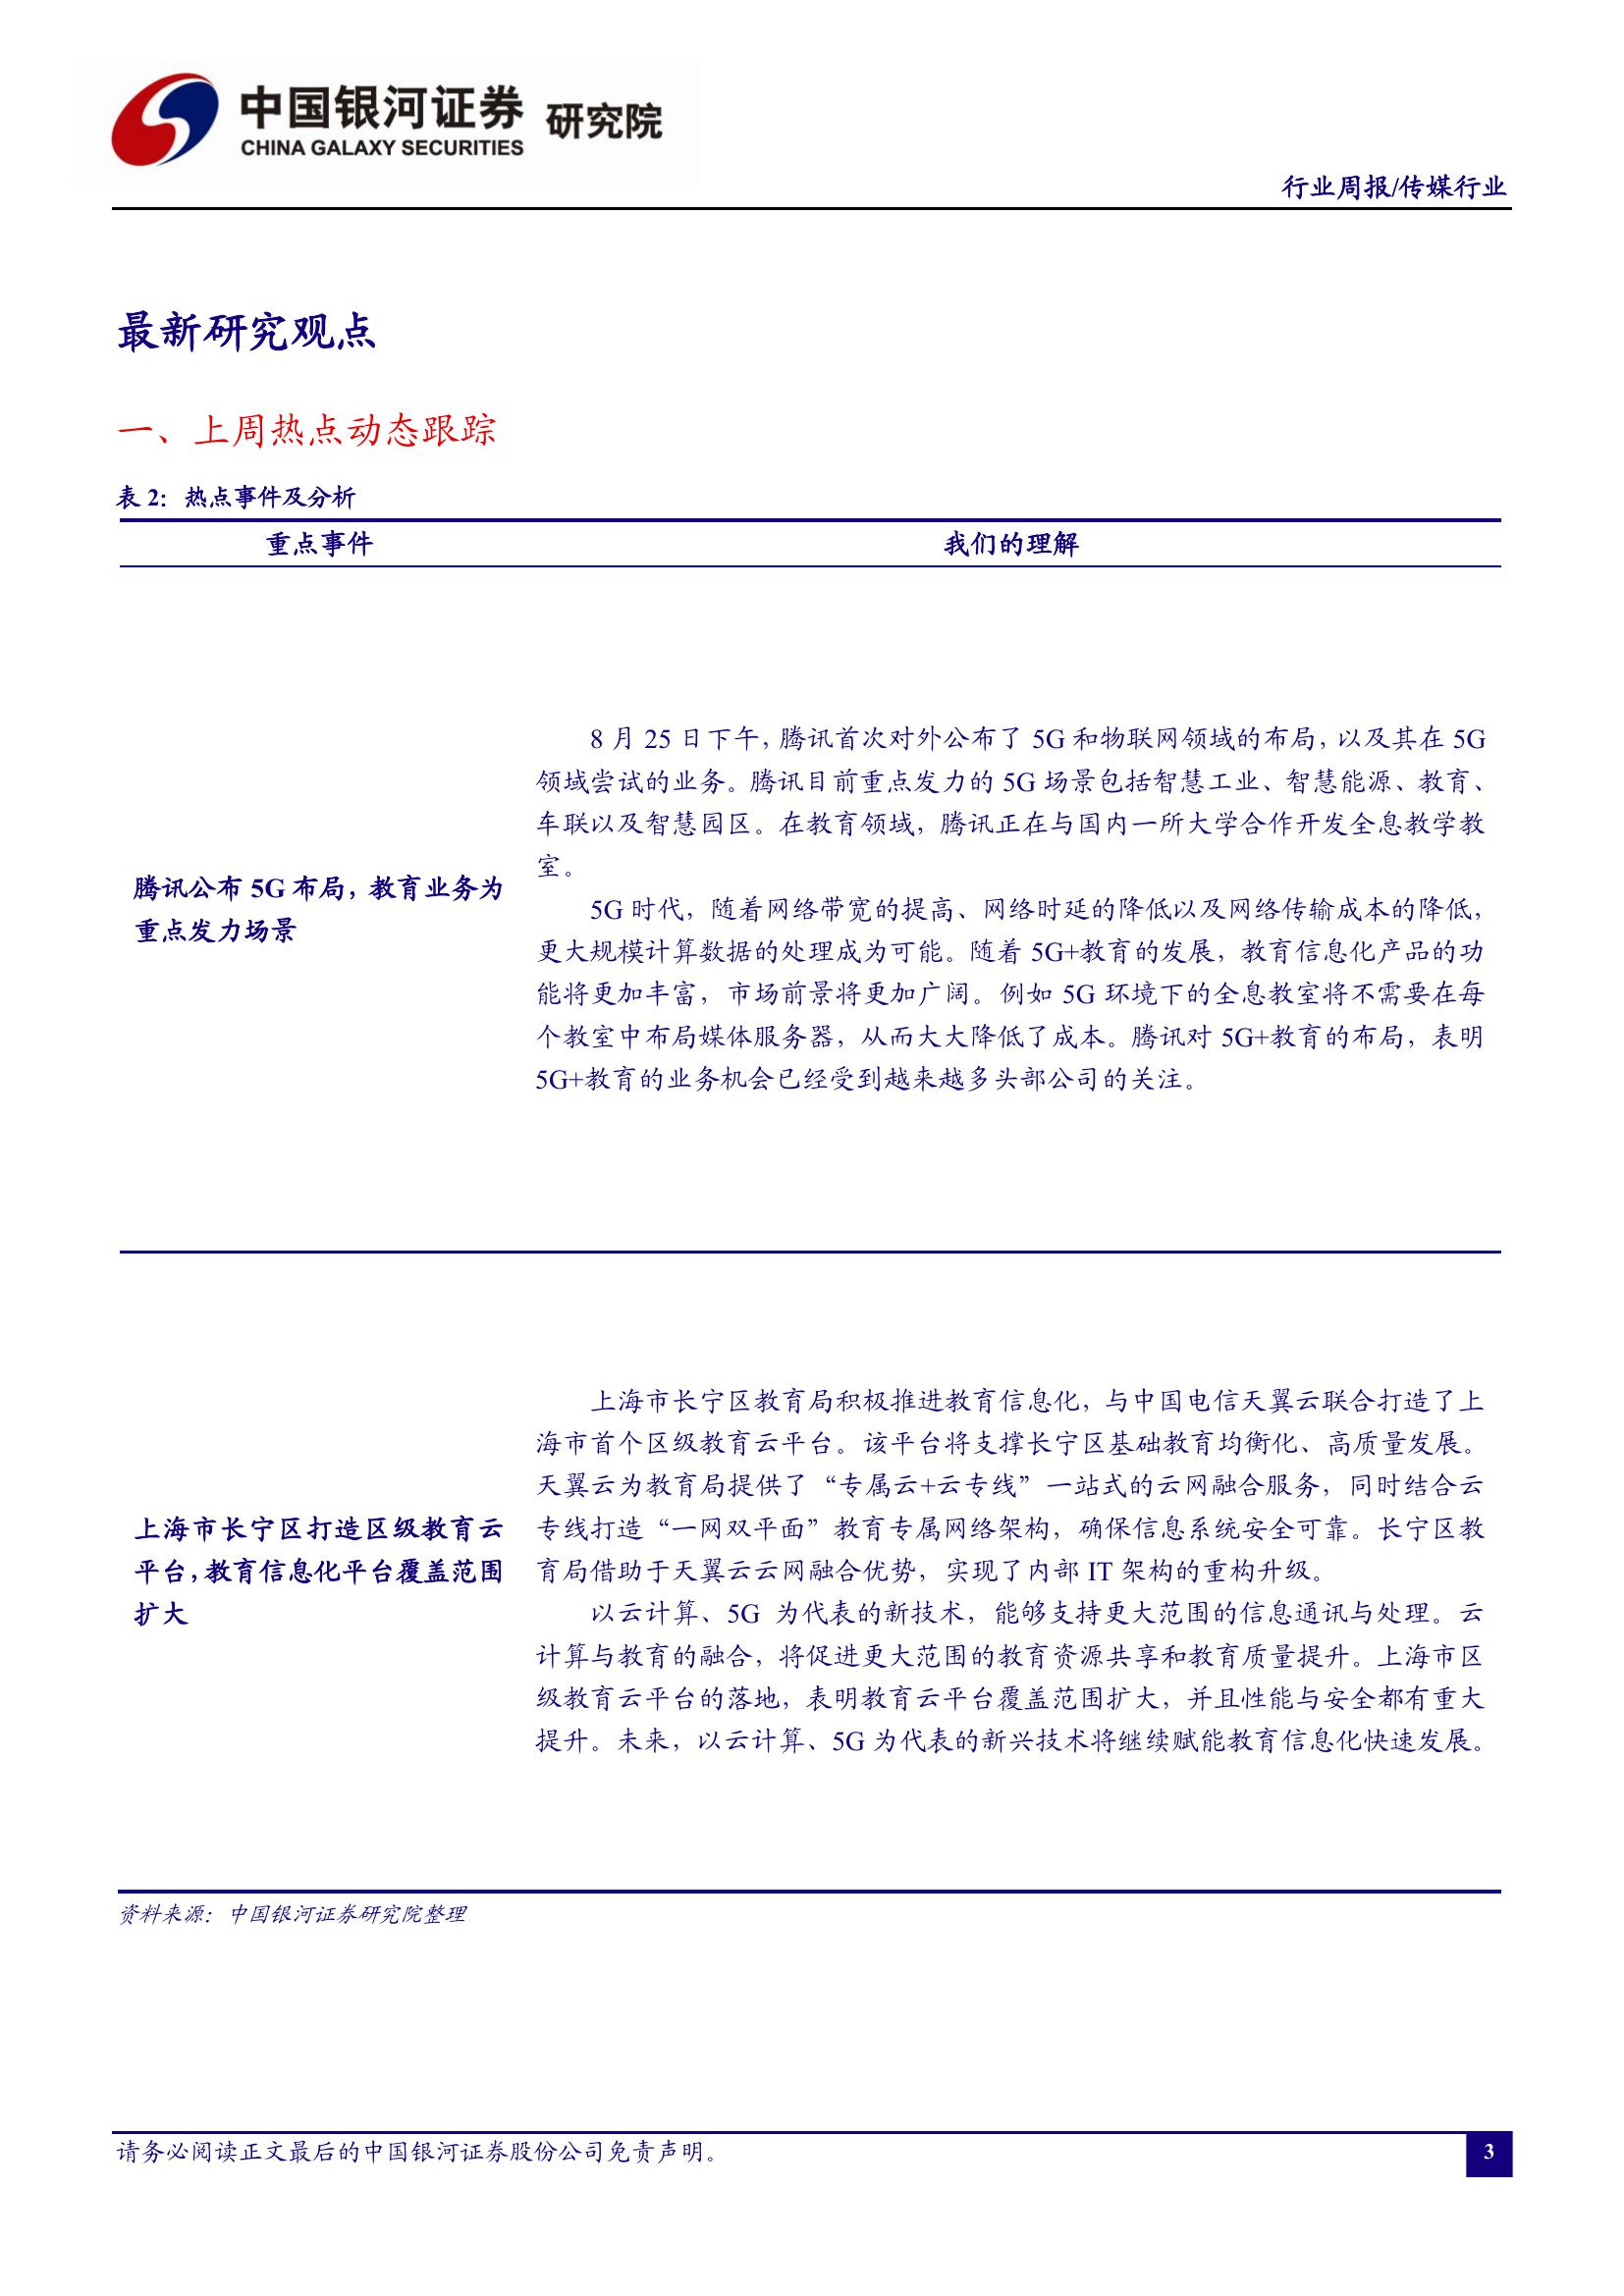 中国银河证券 研究院
CHINA GALAXY SECURITIES
行业周报/传媒行业
最新研究观点
一、上周热点动态跟踪
表 2：热点事件及分析
重点事件
我们的理解
腾讯公布 5G 布局，教育业务为
重点发力场景
8 月 25 日下午，腾讯首次对外公布了 5G 和物联网领域的布局，以及其在 5G
领域尝试的业务。腾讯目前重点发力的 5G 场景包括智慧工业、智慧能源、教育、
车联以及智慧园区。在教育领域，腾讯正在与国内一所大学合作开发全息教学教
室。
5G 时代，随着网络带宽的提高、网络时延的降低以及网络传输成本的降低，
更大规模计算数据的处理成为可能。随着 5G+教育的发展，教育信息化产品的功
能将更加丰富，市场前景将更加广阔。例如 5G 环境下的全息教室将不需要在每
个教室中布局媒体服务器，从而大大降低了成本。腾讯对 5G+教育的布局，表明
5G+教育的业务机会已经受到越来越多头部公司的关注。
上海市长宁区打造区级教育云
平台，教育信息化平台覆盖范围
扩大
上海市长宁区教育局积极推进教育信息化，与中国电信天翼云联合打造了上
海市首个区级教育云平台。该平台将支撑长宁区基础教育均衡化、高质量发展。
天翼云为教育局提供了“专属云+云专线”一站式的云网融合服务，同时结合云
专线打造“一网双平面”教育专属网络架构，确保信息系统安全可靠。长宁区教
育局借助于天翼云云网融合优势，实现了内部 IT 架构的重构升级。
以云计算、5G 为代表的新技术，能够支持更大范围的信息通讯与处理。云
计算与教育的融合，将促进更大范围的教育资源共享和教育质量提升。上海市区
级教育云平台的落地，表明教育云平台覆盖范围扩大，并且性能与安全都有重大
提升。未来，以云计算、5G 为代表的新兴技术将继续赋能教育信息化快速发展。
资料来源：中国银河证券研究院整理
请务必阅读正文最后的中国银河证券股份公司免责声明。
3